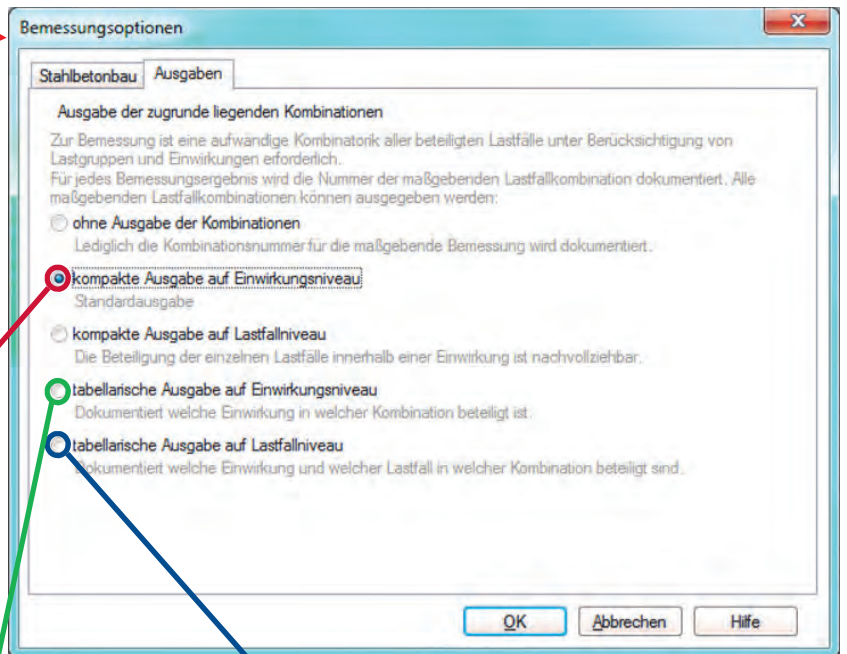 Bemessungsoptionen
Stahlbetonbau Ausgaben
Ausgabe der zugrunde liegenden Kombinationen
Zur Bemessung ist eine aufwändige Kombinatorik aller beteiligten Lastfälle unter Berücksichtigung von
Lastgruppen und Einwirkungen erforderlich.
Für jedes Bemessungsergebnis wird die Nummer der maßgebenden Lastfallkombination dokumentiert. Alle
maßgebenden Lastfallkombinationen können ausgegeben werden:
ohne Ausgabe der Kombinationen
Lediglich die Kombinationsnummer für die maßgebende Bemessung wird dokumentiert.
kompakte Ausgabe auf Einwirkungsniveau
Standardausgabe
kompakte Ausgabe auf Lastfallniveau
Die Beteiligung der einzelnen Lastfälle innerhalb einer Einwirkung ist nachvollziehbar.
tabellarische Ausgabe auf Einwirkungsniveau
Dokumentiert welche Einwirkung in welcher Kombination beteiligt ist.
tabellarische Ausgabe auf Lastfallniveau
Dokumentiert welche Einwirkung und welcher Lastfall in welcher Kombination beteiligt sind.
OK Abbrechen Hilfe